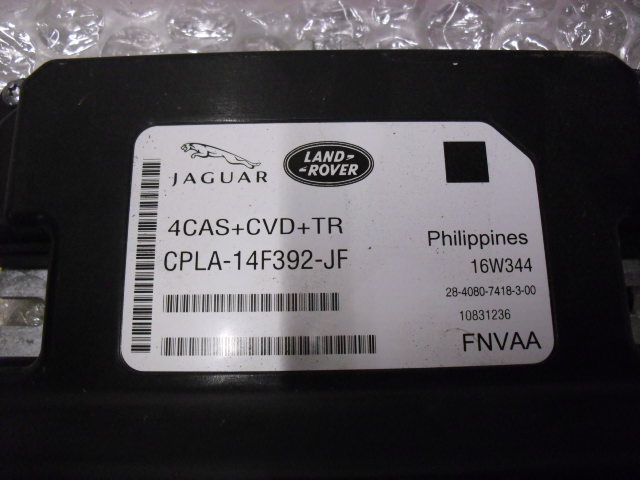 JAGUAR
LAND-
-ROVER
4CAS+CVD+TR
CPLA-14F392-JF
Philippines
16W344
28-4080-7418-3-00
10831236
FNVAA